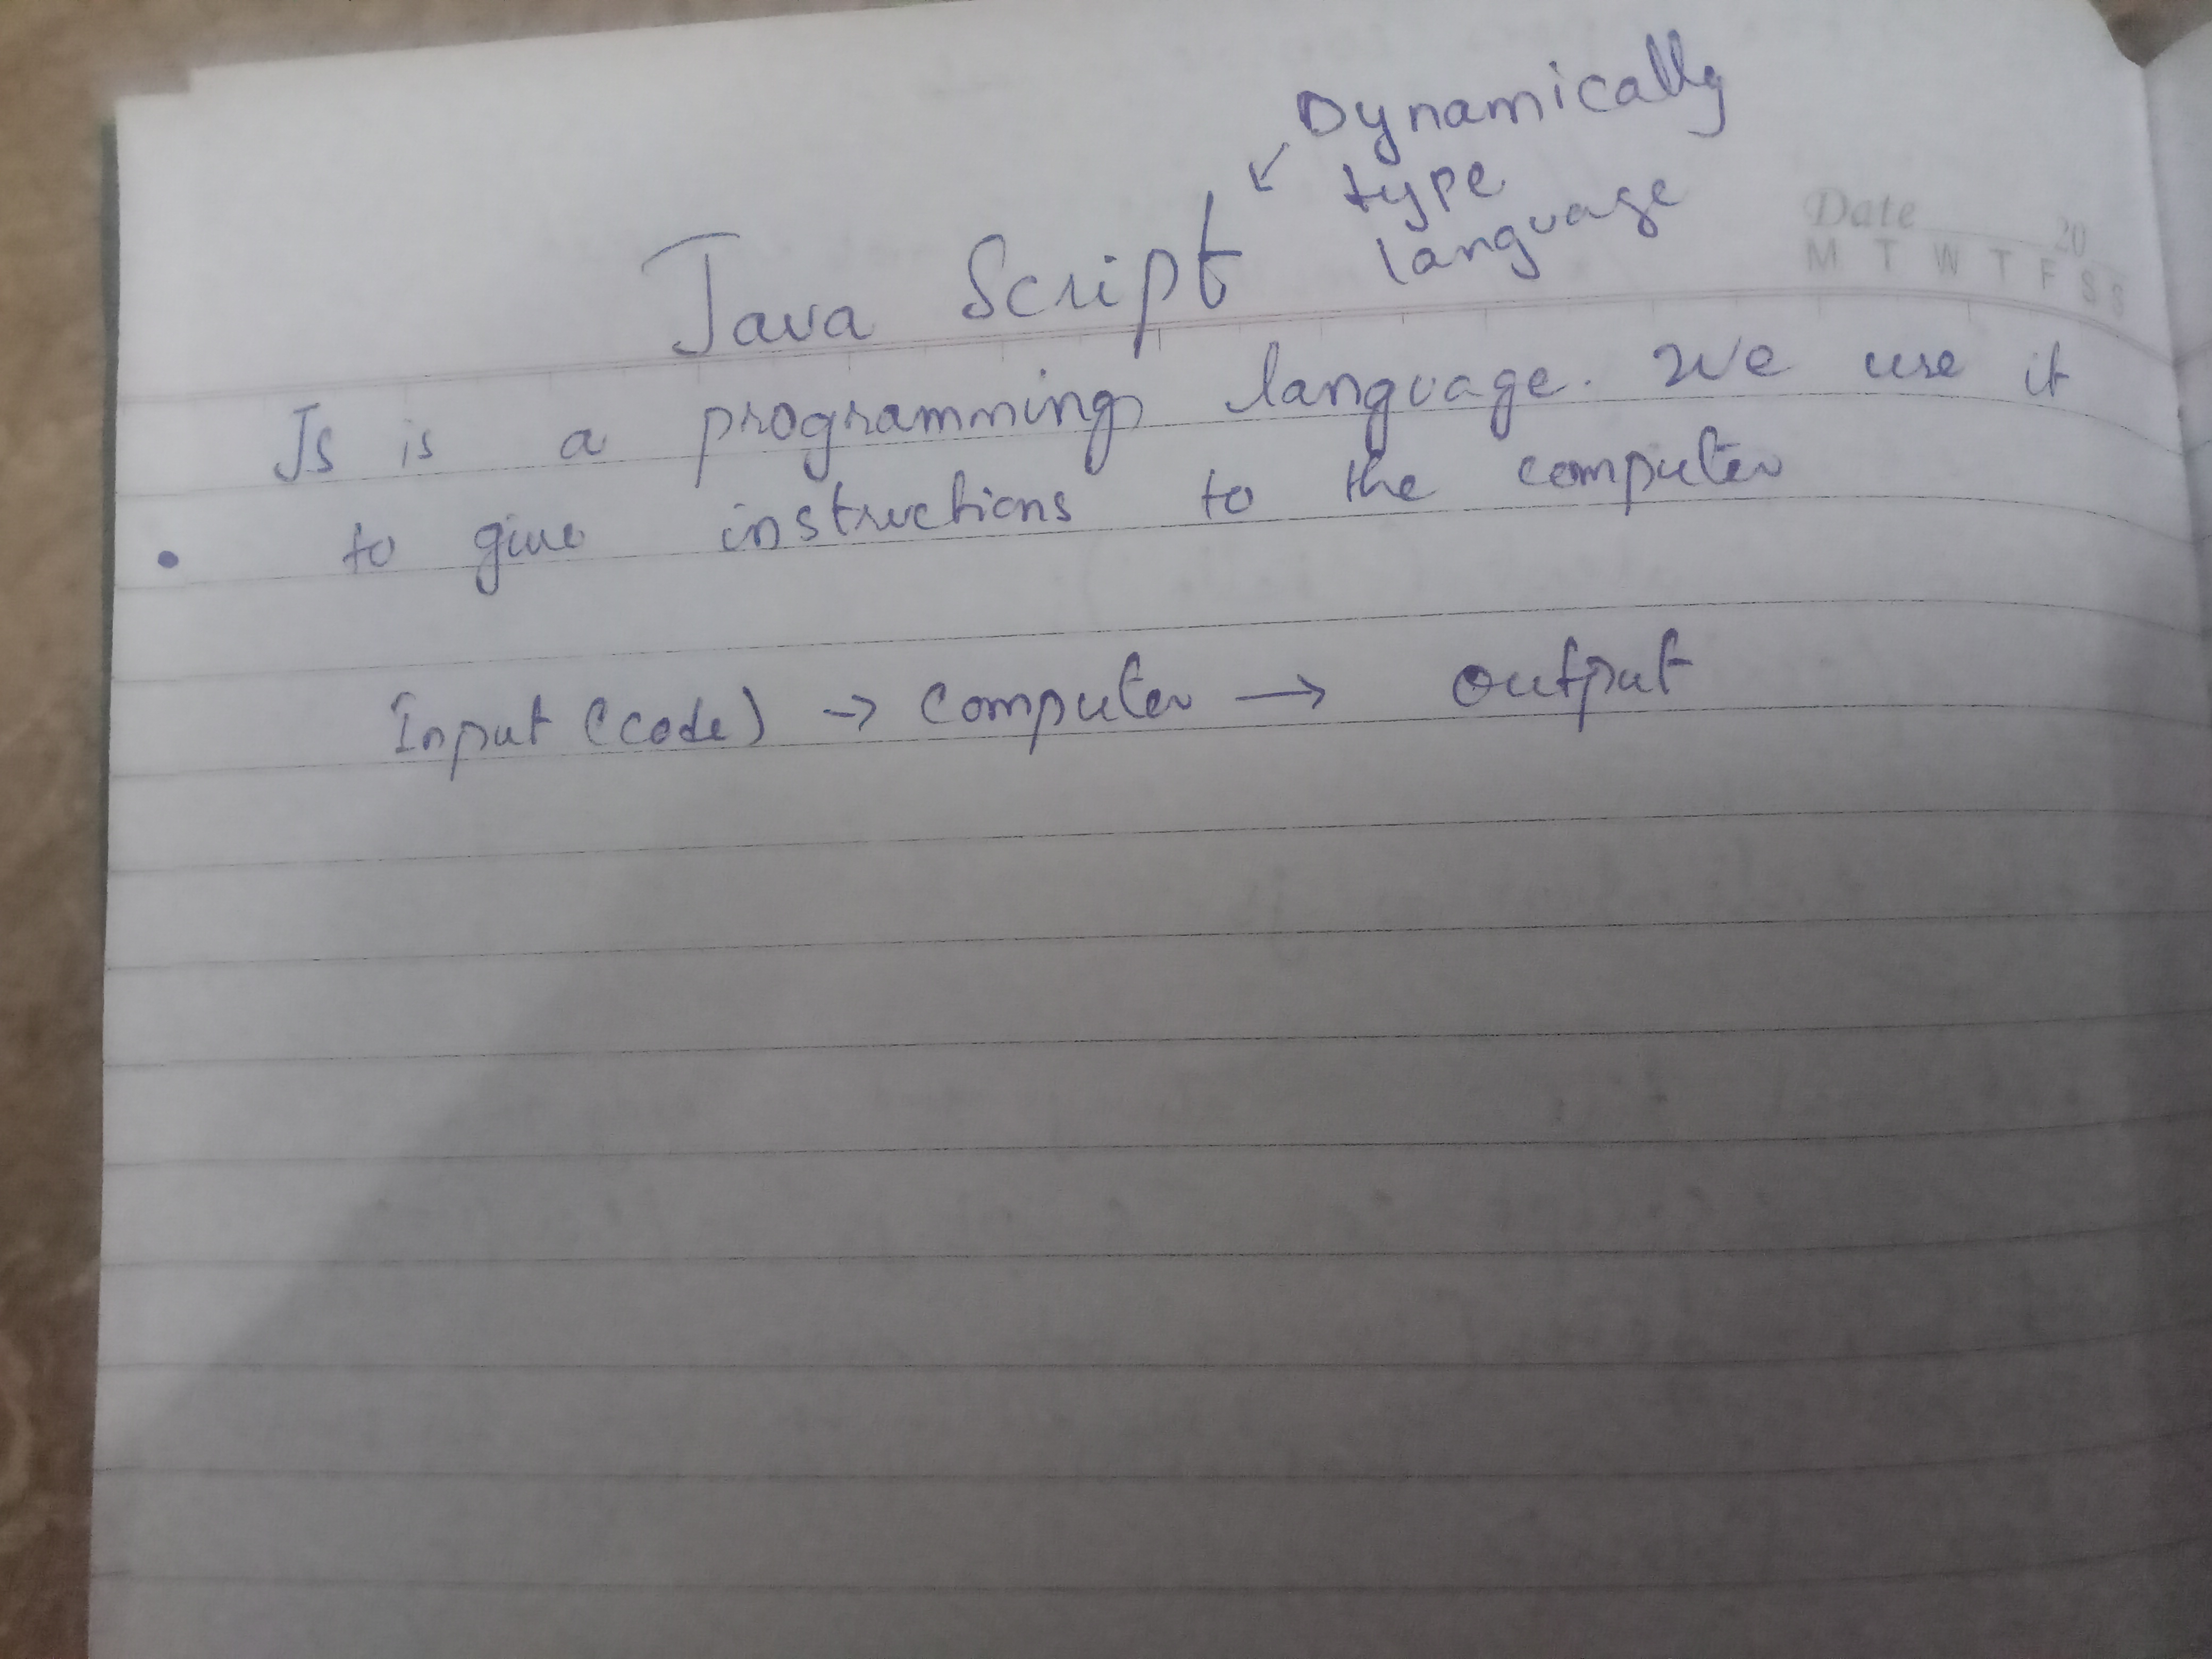 Dynamically
type
language
Java Script
Date 20
M T W T F S S
Js is a programming language. We use it
to give instructions to the computer
Input (code) → computer → output